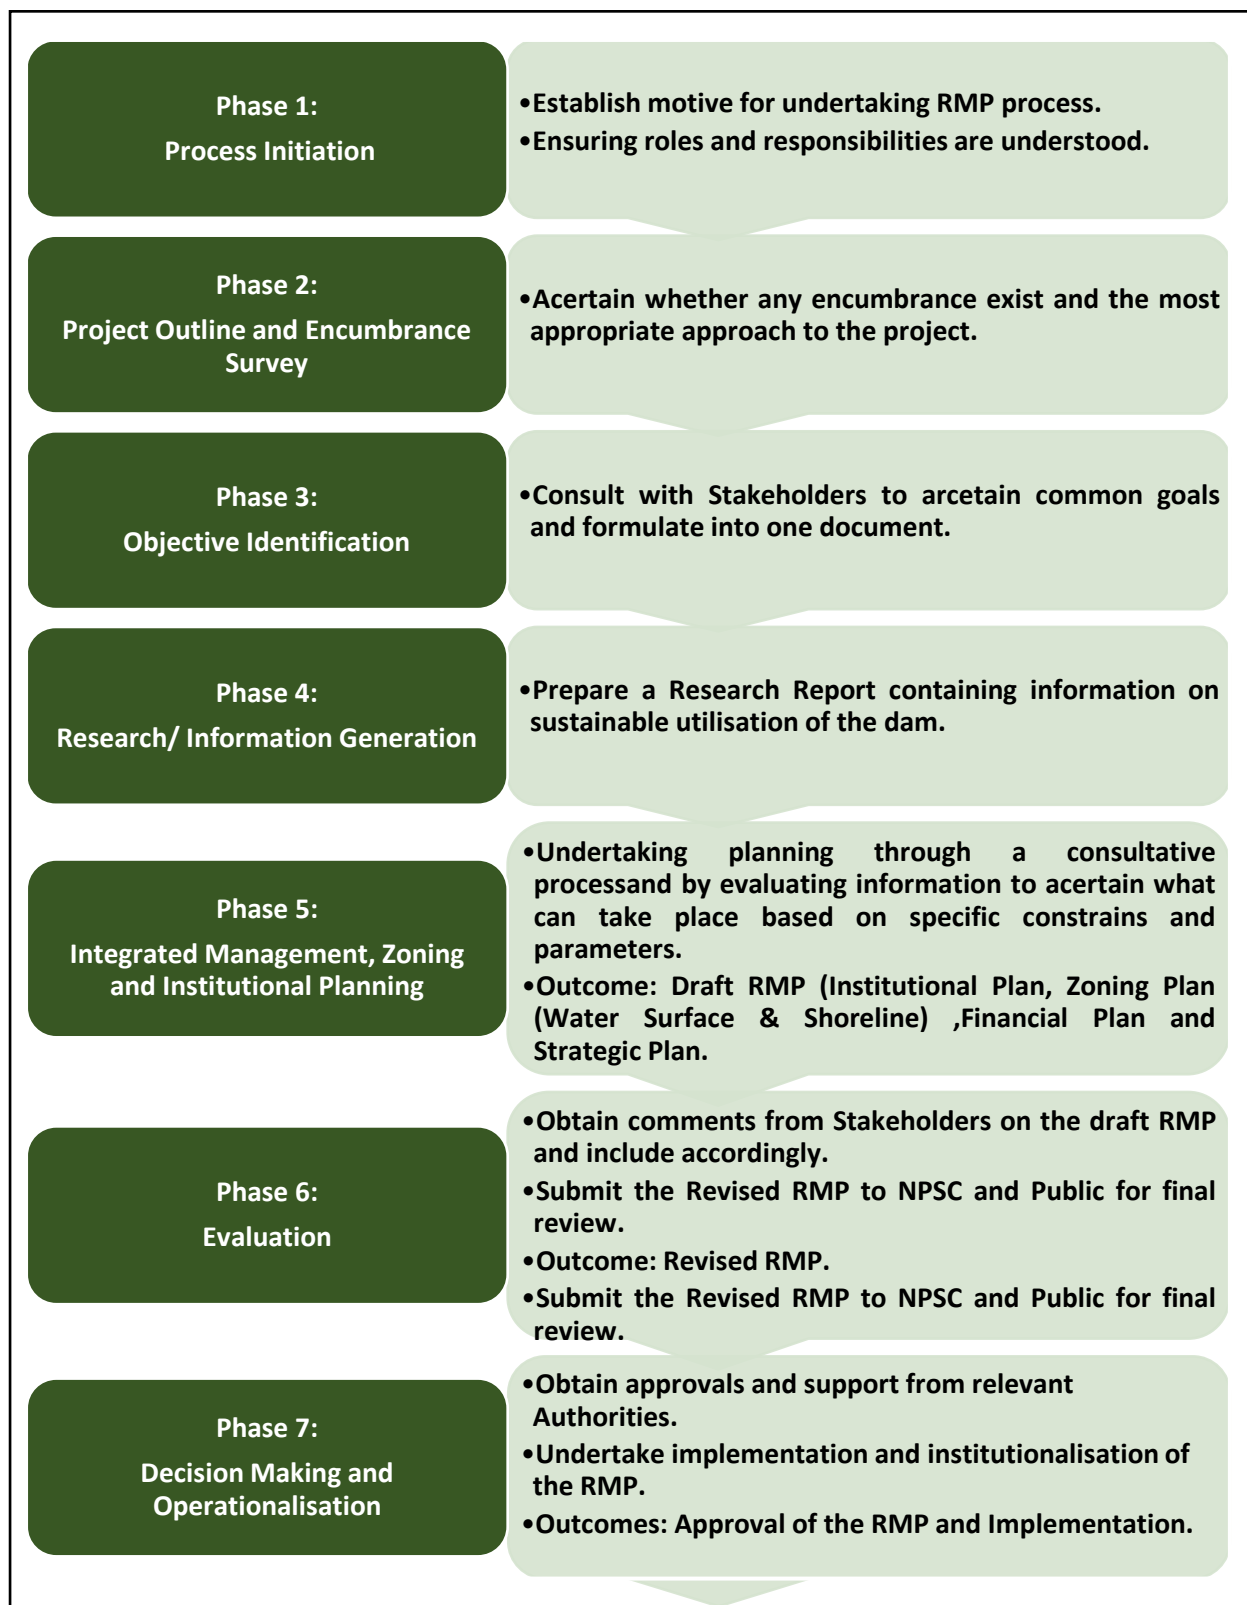 Phase 1:
Process Initiation
•Establish motive for undertaking RMP process.
•Ensuring roles and responsibilities are understood.
Phase 2:
Project Outline and Encumbrance
Survey
•Acertain whether any encumbrance exist and the most
appropriate approach to the project.
Phase 3:
Objective Identification
•Consult with Stakeholders to arcetain common goals
and formulate into one document.
Phase 4:
Research/ Information Generation
•Prepare a Research Report containing information on
sustainable utilisation of the dam.
Phase 5:
Integrated Management, Zoning
and Institutional Planning
•Undertaking planning through a consultative
processand by evaluating information to acertain what
can take place based on specific constrains and
parameters.
•Outcome: Draft RMP (Institutional Plan, Zoning Plan
(Water Surface & Shoreline) ,Financial Plan and
Strategic Plan.
Phase 6:
Evaluation
•Obtain comments from Stakeholders on the draft RMP
and include accordingly.
•Submit the Revised RMP to NPSC and Public for final
review.
•Outcome: Revised RMP.
•Submit the Revised RMP to NPSC and Public for final
review.
Phase 7:
Decision Making and
Operationalisation
•Obtain approvals and support from relevant
Authorities.
•Undertake implementation and institutionalisation of
the RMP.
•Outcomes: Approval of the RMP and Implementation.